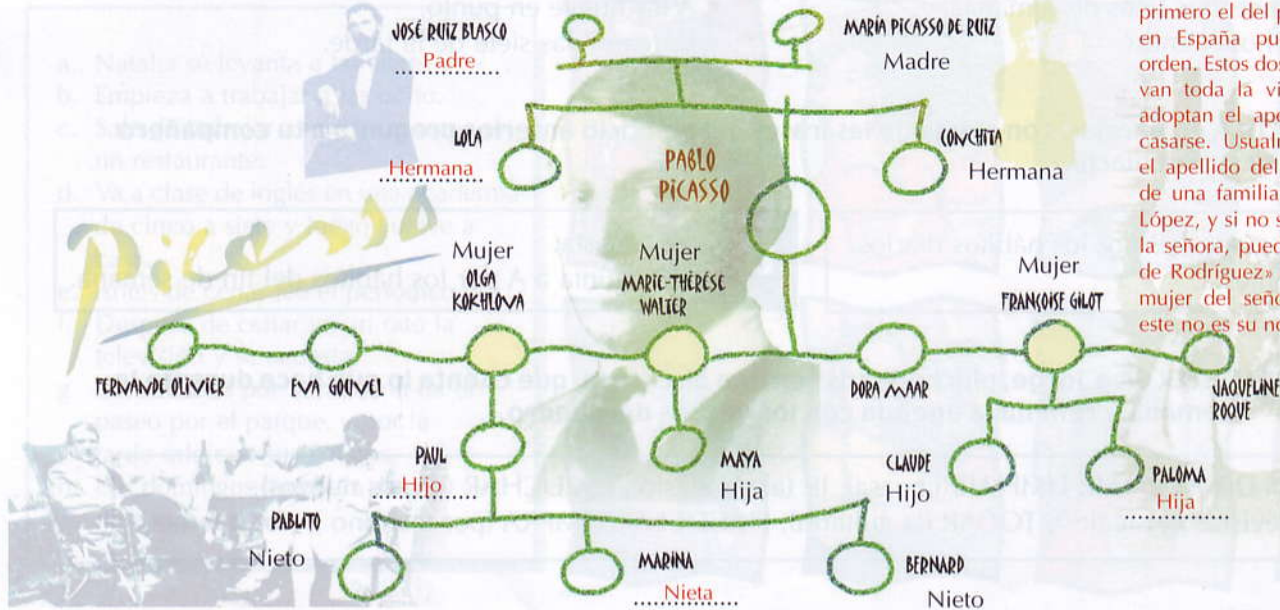 JOSÉ RUIZ BLASCO
Padre
MARÍA PICASSO DE RUIZ
Madre
LOLA
Hermana
PABLO
PICASSO
CONCHITA
Hermana
Picasso
Mujer
OLGA
KOKHLOVA
Mujer
MARIE-THÉRÈSE
WALTER
Mujer
FRANÇOISE GILOT
FERNANDE OLIVIER
EVA GOUVEL
DORA MAAR
JAQUELINE
ROQUE
PAUL
Hijo
MAYA
Hija
CLAUDE
Hijo
PALOMA
Hija
PABLITO
Nieto
MARINA
Nieta
BERNARD
Nieto
primero el del
en España pu
orden. Estos dos
van toda la vi
adoptan el ape
casarse. Usualm
el apellido del
de una familia
López, y si no s
la señora, pued
de Rodríguez»
mujer del seño
este no es su no